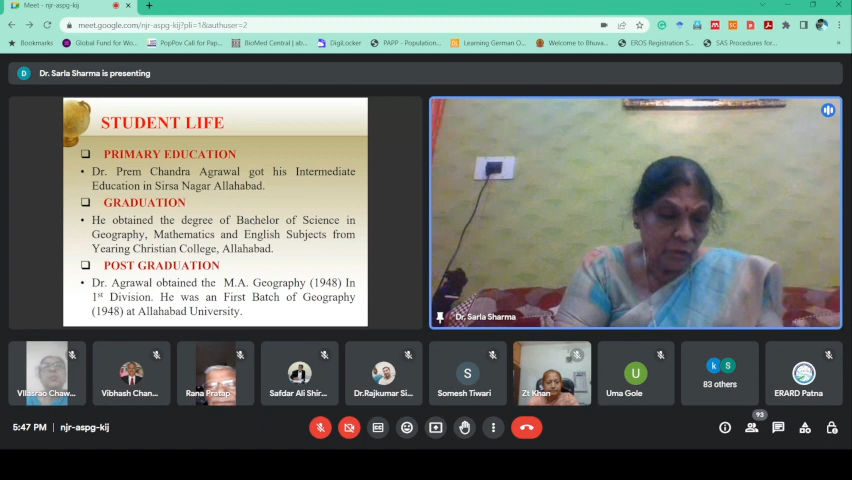 Meet - njr-aspg-kij
meet.google.com/njr-aspg-kij?pli=1&authuser=2
Bookmarks
Global Fund for Wo...
PopPov Call for Pap...
BioMed Central | ab...
DigiLocker
PAPP - Population...
Learning German O...
Welcome to Bhuva...
EROS Registration S...
SAS Procedures for...
D
Dr. Sarla Sharma is presenting
STUDENT LIFE
PRIMARY EDUCATION
• Dr. Prem Chandra Agrawal got his Intermediate
Education in Sirsa Nagar Allahabad.
GRADUATION
• He obtained the degree of Bachelor of Science in
Geography, Mathematics and English Subjects from
Yearing Christian College, Allahabad.
POST GRADUATION
• Dr. Agrawal obtained the M.A. Geography (1948) In
1st Division. He was an First Batch of Geography
(1948) at Allahabad University.
Dr. Sarla Sharma
Vilasrao Chaw...
Vibhash Chan...
Rana Pratap
Safdar Ali Shir...
Dr.Rajkumar Si...
S
Somesh Tiwari
Zt Khan
U
Uma Gole
k S
83 others
ERARD Patna
5:47 PM | njr-aspg-kij
93